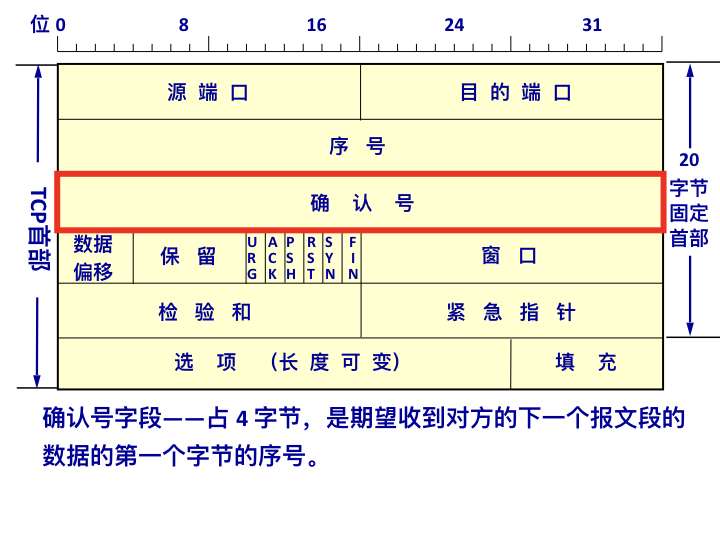 位 0 8 16 24 31
源 端 口 目 的 端 口
序 号
确 认 号
数据
偏移
保 留
URG
ACK
PSH
RST
SYN
FIN
窗 口
检 验 和 紧 急 指 针
选 项 （长 度 可 变） 填 充
TCP首部
20
字节
固定
首部
确认号字段——占 4 字节，是期望收到对方的下一个报文段的
数据的第一个字节的序号。